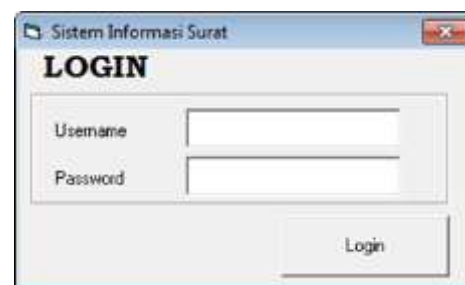 Sistem Informasi Surat
LOGIN
Username
Password
Login